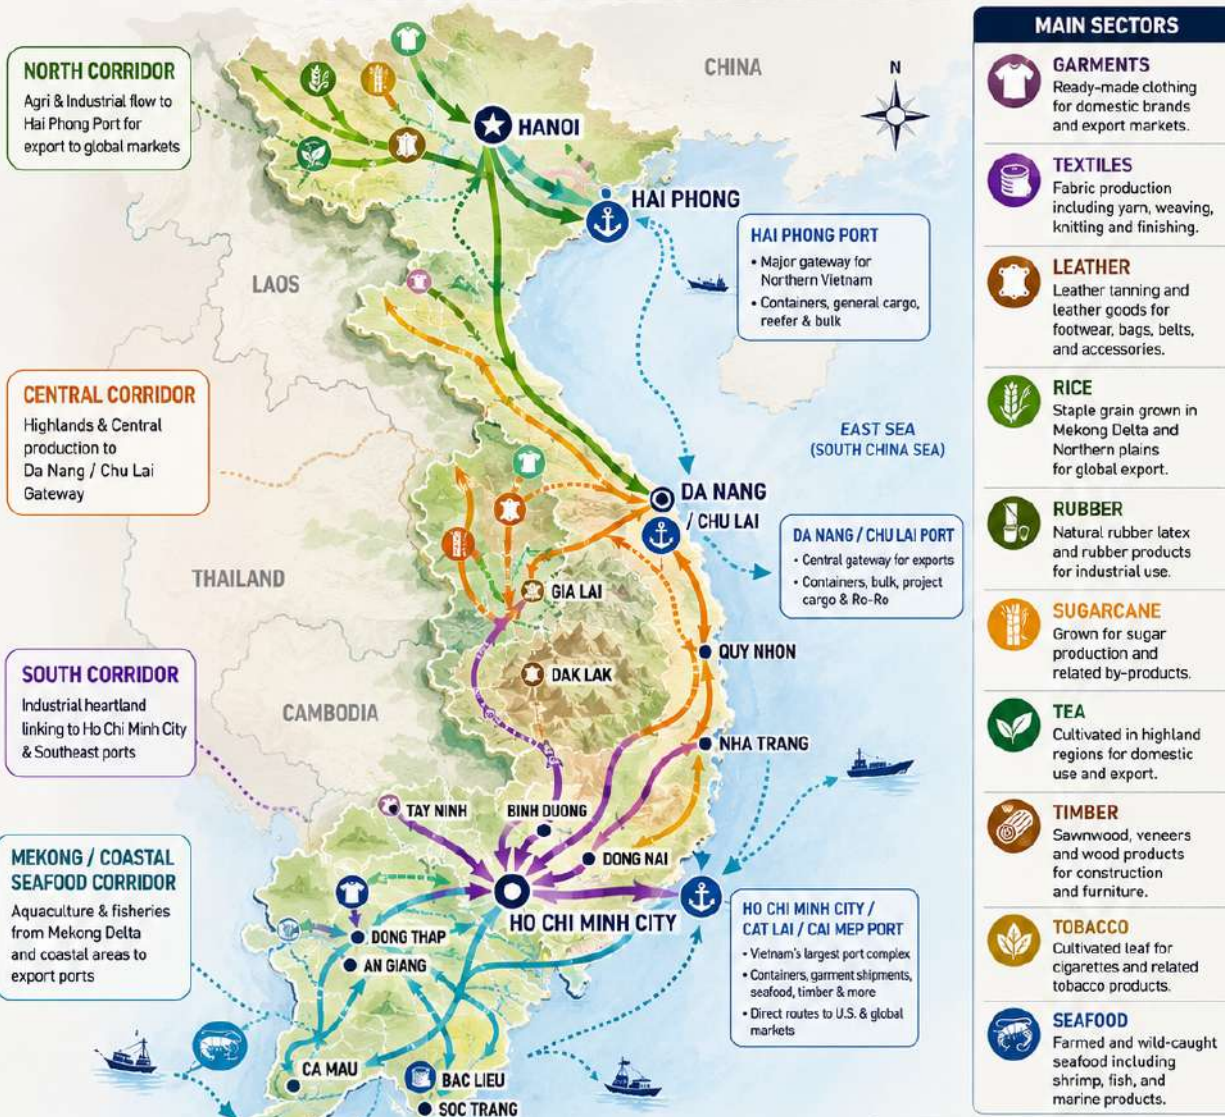 NORTH CORRIDOR
Agri & Industrial flow to
Hai Phong Port for
export to global markets
CENTRAL CORRIDOR
Highlands & Central
production to
Da Nang / Chu Lai
Gateway
SOUTH CORRIDOR
Industrial heartland
linking to Ho Chi Minh City
& Southeast ports
MEKONG / COASTAL
SEAFOOD CORRIDOR
Aquaculture & fisheries
from Mekong Delta
and coastal areas to
export ports
CHINA
N
HANOI
HAI PHONG
LAOS
HAI PHONG PORT
• Major gateway for
Northern Vietnam
• Containers, general cargo,
reefer & bulk
EAST SEA
(SOUTH CHINA SEA)
DA NANG
/ CHU LAI
DA NANG / CHU LAI PORT
• Central gateway for exports
• Containers, bulk, project
cargo & Ro-Ro
THAILAND
GIA LAI
QUY NHON
DAK LAK
CAMBODIA
NHA TRANG
TAY NINH
BINH DUONG
DONG NAI
HO CHI MINH CITY
DONG THAP
AN GIANG
HO CHI MINH CITY /
CAT LAI / CAI MEP PORT
• Vietnam's largest port complex
• Containers, garment shipments,
seafood, timber & more
• Direct routes to U.S. & global
markets
CA MAU
BAC LIEU
SOC TRANG
MAIN SECTORS
GARMENTS
Ready-made clothing
for domestic brands
and export markets.
TEXTILES
Fabric production
including yarn, weaving,
knitting and finishing.
LEATHER
Leather tanning and
leather goods for
footwear, bags, belts,
and accessories.
RICE
Staple grain grown in
Mekong Delta and
Northern plains
for global export.
RUBBER
Natural rubber latex
and rubber products
for industrial use.
SUGARCANE
Grown for sugar
production and
related by-products.
TEA
Cultivated in highland
regions for domestic
use and export.
TIMBER
Sawnwood, veneers
and wood products
for construction
and furniture.
TOBACCO
Cultivated leaf for
cigarettes and related
tobacco products.
SEAFOOD
Farmed and wild-caught
seafood including
shrimp, fish, and
marine products.